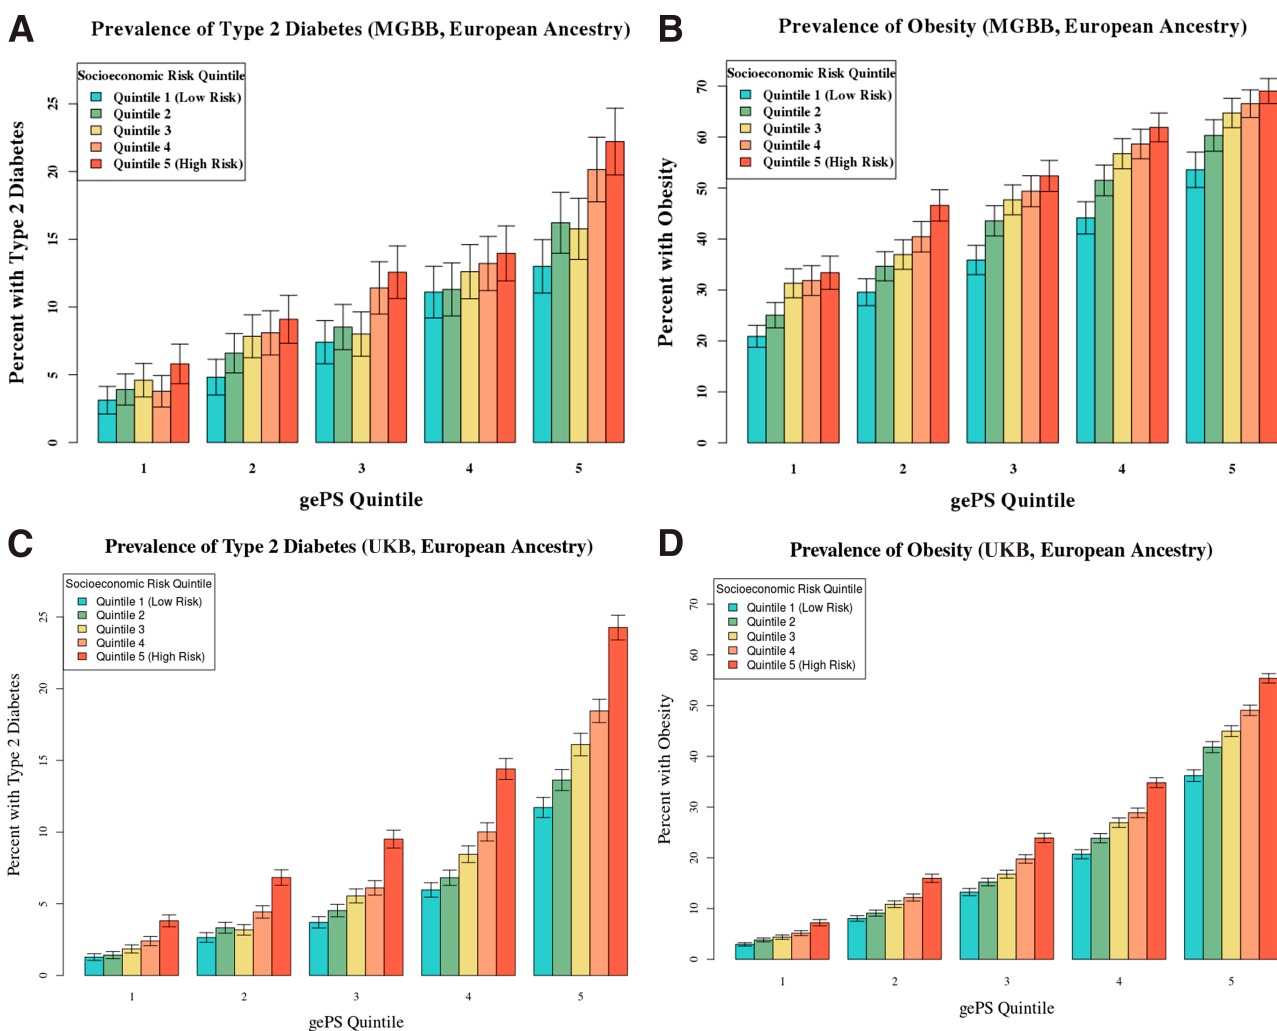 A
Prevalence of Type 2 Diabetes (MGBB, European Ancestry)
Socioeconomic Risk Quintile
Quintile 1 (Low Risk)
Quintile 2
Quintile 3
Quintile 4
Quintile 5 (High Risk)
Percent with Type 2 Diabetes
25
20
15
10
5
0
1 2 3 4 5
gePS Quintile
B
Prevalence of Obesity (MGBB, European Ancestry)
Socioeconomic Risk Quintile
Quintile 1 (Low Risk)
Quintile 2
Quintile 3
Quintile 4
Quintile 5 (High Risk)
Percent with Obesity
70
60
50
40
30
20
10
0
1 2 3 4 5
gePS Quintile
C
Prevalence of Type 2 Diabetes (UKB, European Ancestry)
Socioeconomic Risk Quintile
Quintile 1 (Low Risk)
Quintile 2
Quintile 3
Quintile 4
Quintile 5 (High Risk)
Percent with Type 2 Diabetes
25
20
15
10
5
0
1 2 3 4 5
gePS Quintile
D
Prevalence of Obesity (UKB, European Ancestry)
Socioeconomic Risk Quintile
Quintile 1 (Low Risk)
Quintile 2
Quintile 3
Quintile 4
Quintile 5 (High Risk)
Percent with Obesity
70
60
50
40
30
20
10
0
1 2 3 4 5
gePS Quintile